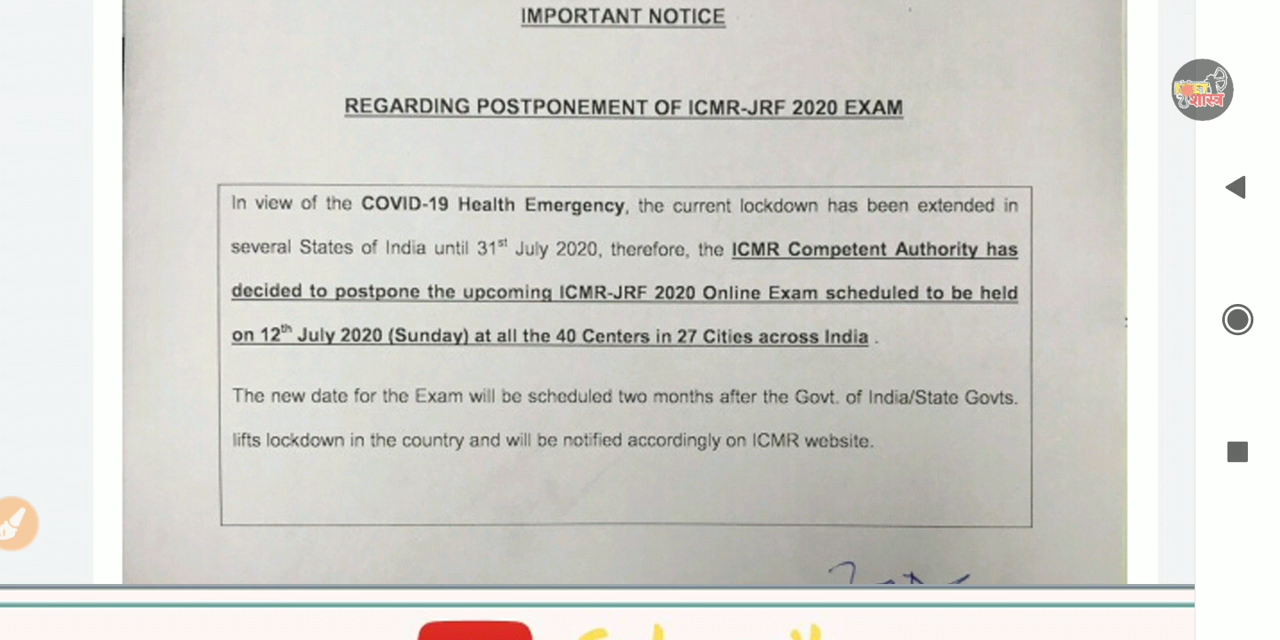 IMPORTANT NOTICE
REGARDING POSTPONEMENT OF ICMR-JRF 2020 EXAM
In view of the COVID-19 Health Emergency, the current lockdown has been extended in
several States of India until 31st July 2020, therefore, the ICMR Competent Authority has
decided to postpone the upcoming ICMR-JRF 2020 Online Exam scheduled to be held
on 12th July 2020 (Sunday) at all the 40 Centers in 27 Cities across India .
The new date for the Exam will be scheduled two months after the Govt. of India/State Govts.
lifts lockdown in the country and will be notified accordingly on ICMR website.
शास्त्र